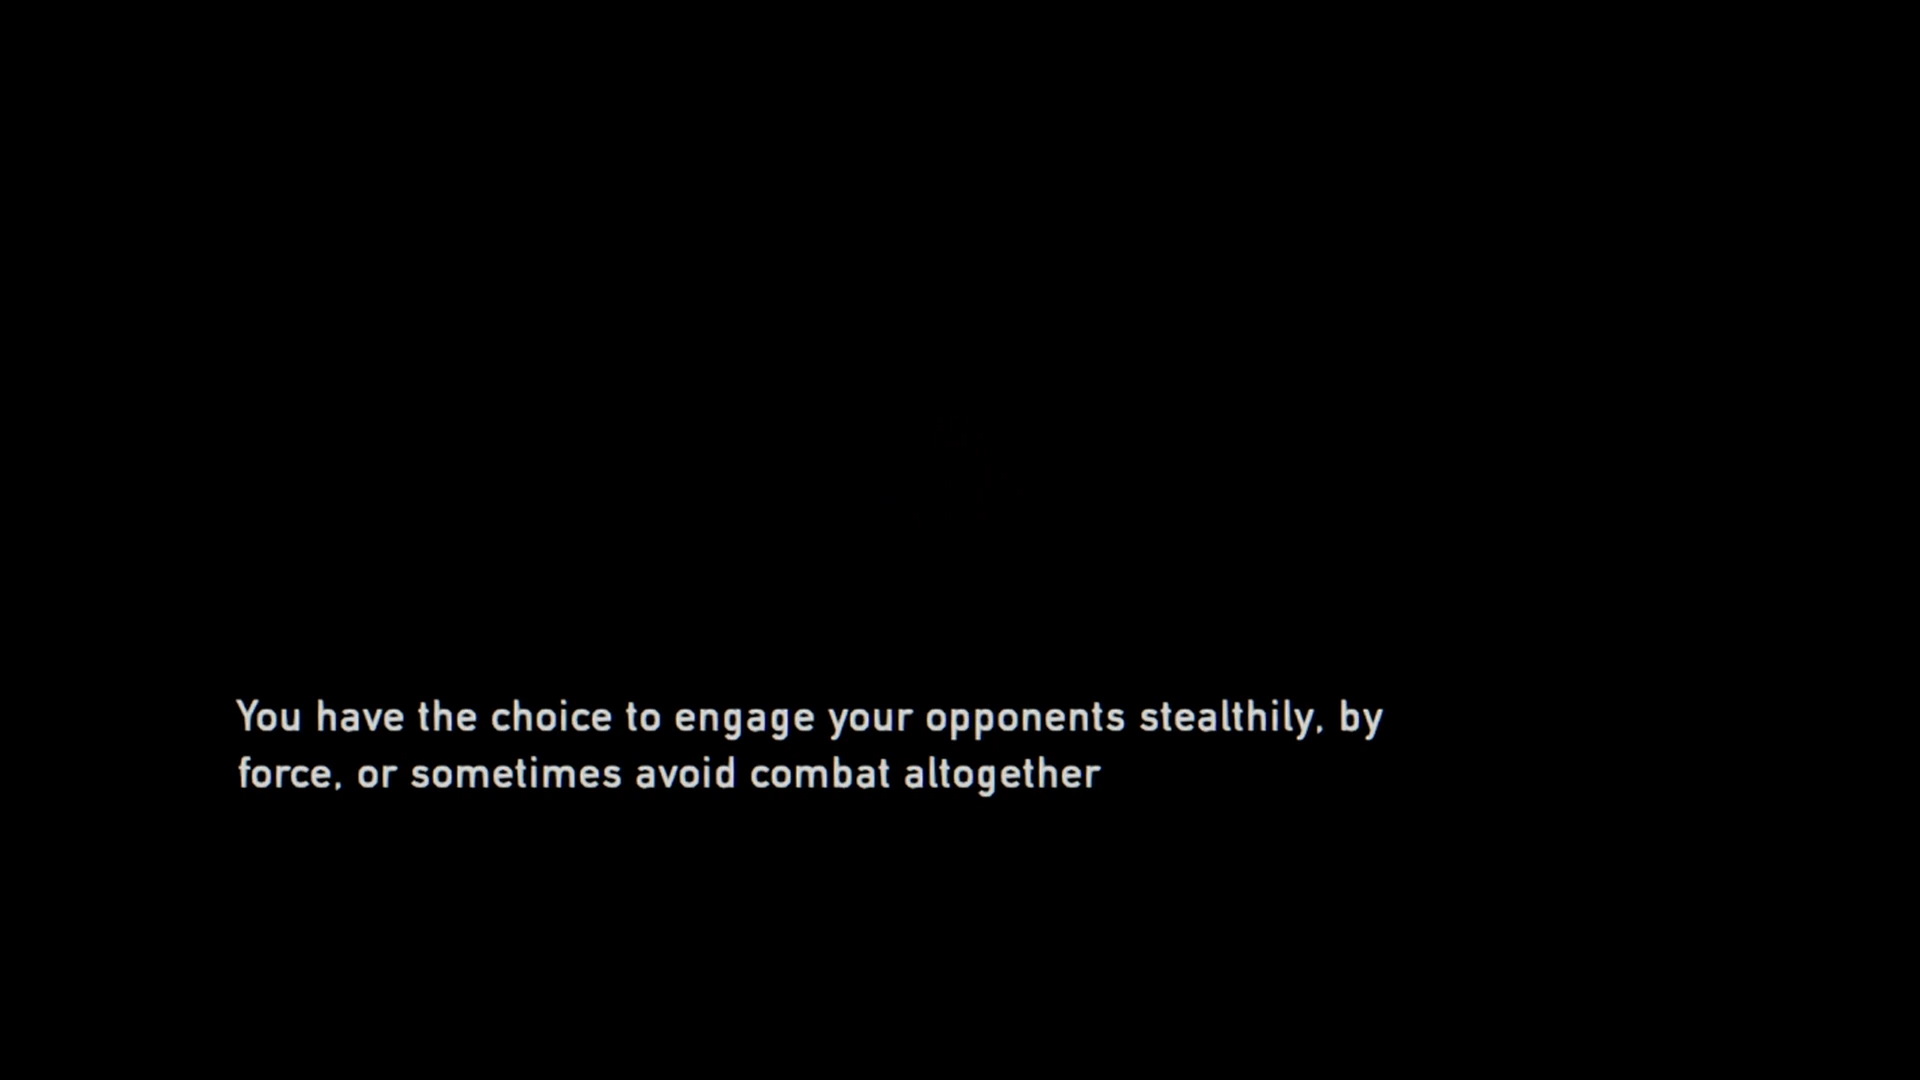 You have the choice to engage your opponents stealthily, by
force, or sometimes avoid combat altogether